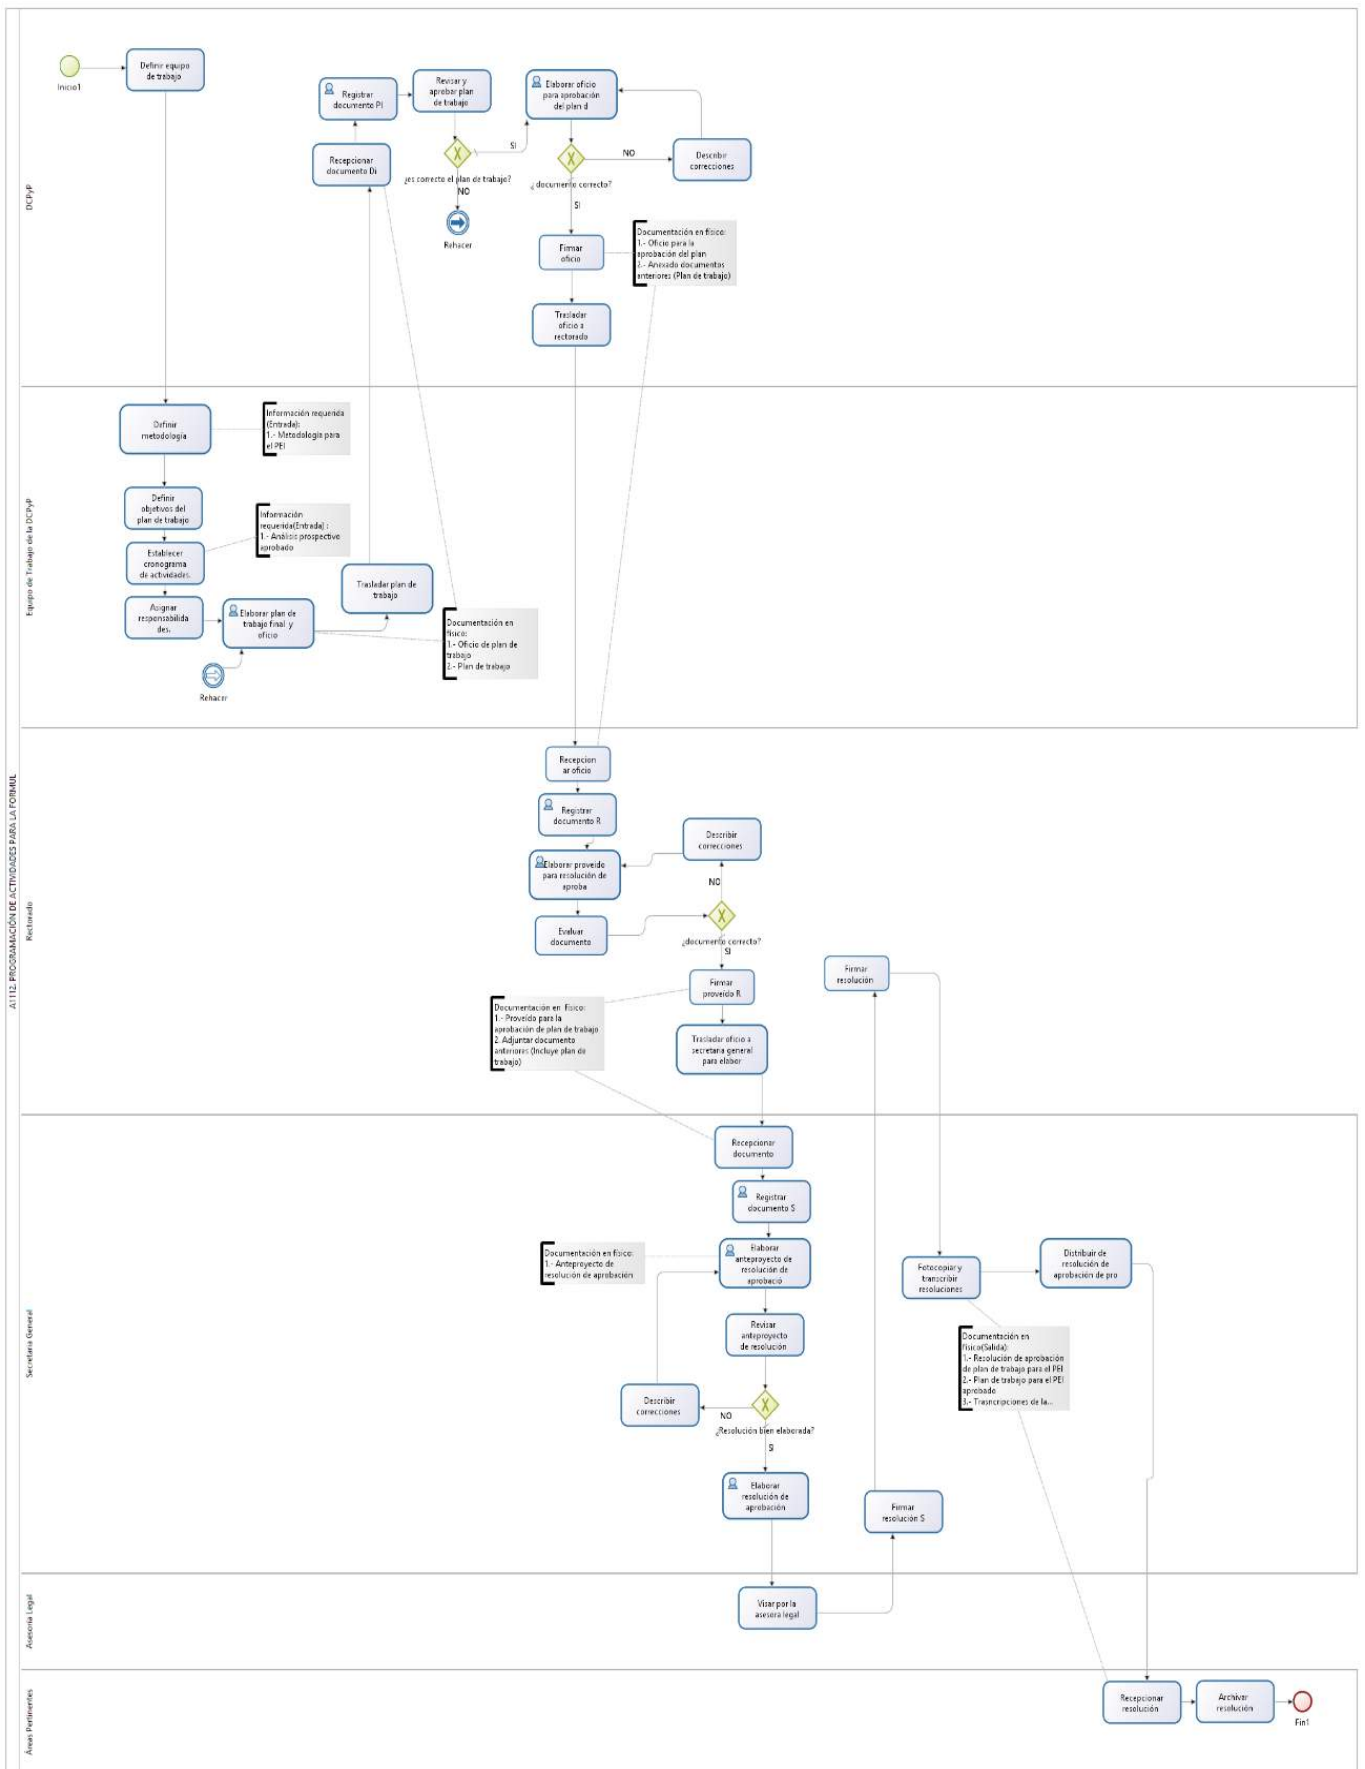 A1112. PROGRAMACIÓN DE ACTIVIDADES PARA LA FORMUL
DCPyP
Inicio1
Definir equipo
de trabajo
Registrar
documento Pl
Revisar y
aprobar plan
de trabajo
Elaborar oficio
para aprobación
del plan d
Recepcionar
documento Di
SI
¿es correcto el plan de trabajo?
NO
Rehacer
NO
¿documento correcto?
SI
Describir
correcciones
Firmar
oficio
Documentación en físico:
1.- Oficio para la
aprobación del plan
2.- Anexado documentos
anteriores (Plan de trabajo)
Trasladar
oficio a
rectorado
Equipo de Trabajo de la DCPyP
Definir
metodología
Información requerida
(Entrada):
1.- Metodología para
el PEI
Definir
objetivos del
plan de trabajo
Información
requerida(Entrada) :
1.- Análisis prospectivo
aprobado
Establecer
cronograma
de actividades.
Asignar
responsabilida
des.
Elaborar plan de
trabajo final y
oficio
Trasladar plan de
trabajo
Documentación en
físico:
1.- Oficio de plan de
trabajo
2.- Plan de trabajo
Rehacer
Rectorado
Recepcion
ar oficio
Registrar
documento R
Elaborar proveído
para resolución de
aproba
Describir
correcciones
NO
Evaluar
documento
¿documento correcto?
SI
Firmar
proveído R
Firmar
resolución
Documentación en Físico:
1.- Proveído para la
aprobación de plan de trabajo
2. Adjuntar documento
anteriores (Incluye plan de
trabajo)
Trasladar oficio a
secretaria general
para elabor
Secretaria General
Recepcionar
documento
Registrar
documento S
Documentación en físico:
1.- Anteproyecto de
resolución de aprobación
Elaborar
anteproyecto de
resolución de
aprobació
Fotocopiar y
transcribir
resoluciones
Distribuir de
resolución de
aprobación de pro
Revisar
anteproyecto
de resolución
Documentación en
físico(Salida):
1.- Resolución de aprobación
de plan de trabajo para el PEI
2.- Plan de trabajo para el PEI
aprobado
3.- Trasncripciones de la...
Describir
correcciones
NO
¿Resolución bien elaborada?
SI
Elaborar
resolución de
aprobación
Firmar
resolución S
Asesoría Legal
Visar por la
asesora legal
Áreas Pertinentes
Recepcionar
resolución
Archivar
resolución
Fin1